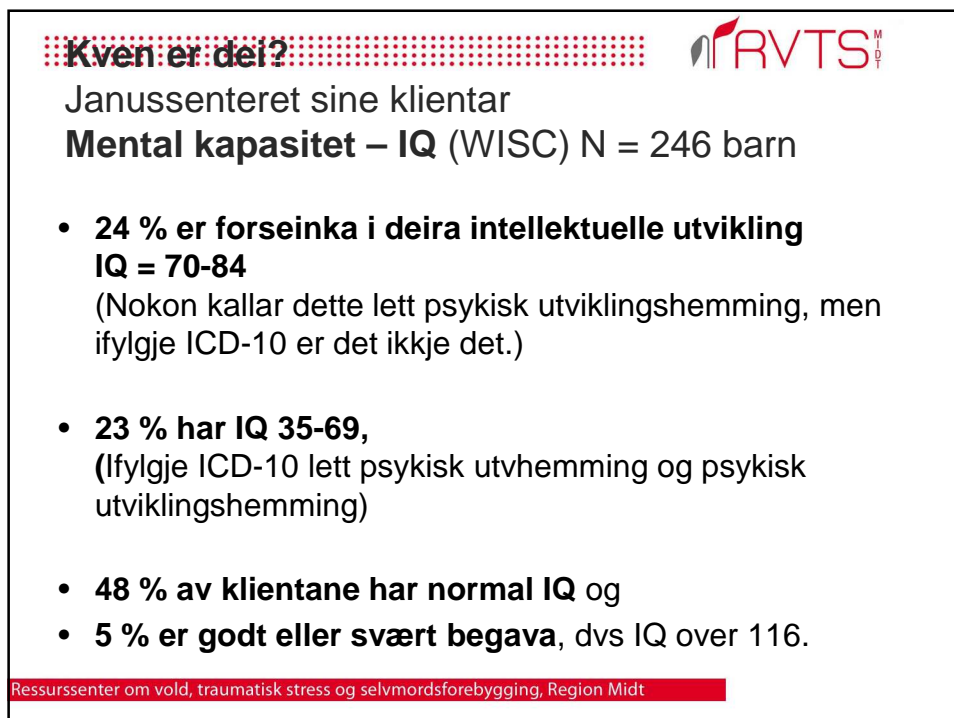 Kven er dei?
RVTS MIDT
Janussenteret sine klientar
Mental kapasitet – IQ (WISC) N = 246 barn
• 24 % er forseinka i deira intellektuelle utvikling
IQ = 70-84
(Nokon kallar dette lett psykisk utviklingshemming, men
ifylgje ICD-10 er det ikkje det.)
• 23 % har IQ 35-69,
(Ifylgje ICD-10 lett psykisk utvhemming og psykisk
utviklingshemming)
• 48 % av klientane har normal IQ og
• 5 % er godt eller svært begava, dvs IQ over 116.
Ressurssenter om vold, traumatisk stress og selvmordsforebygging, Region Midt